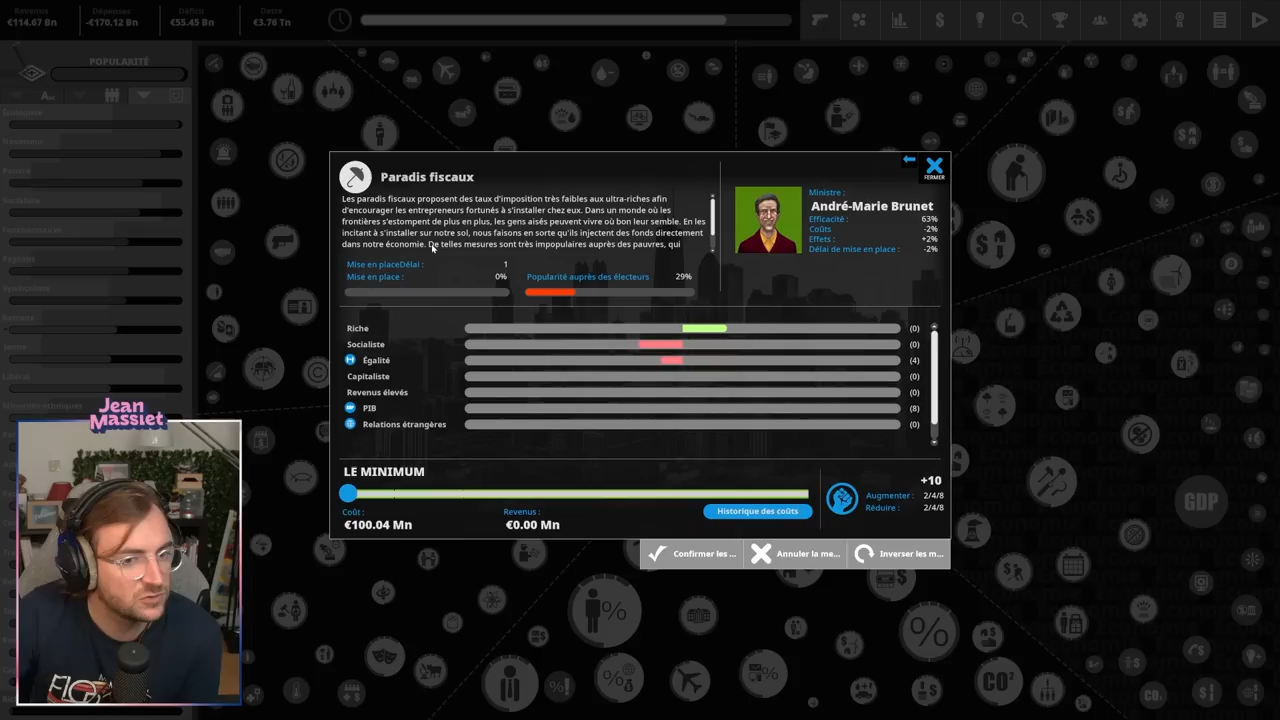 Revenus
Dépenses
Déficit
Dette
€114.67 Bn
-€170.12 Bn
€55.45 Bn
€3.76 Tn
POPULARITÉ
Paradis fiscaux
Les paradis fiscaux proposent des taux d'imposition très faibles aux ultra-riches afin
d'encourager les entrepreneurs fortunés à s'installer chez eux. Dans un monde où les
frontières s'estompent de plus en plus, les gens aisés peuvent vivre où bon leur semble. En les
incitant à s'installer sur notre sol, nous faisons en sorte qu'ils injectent des fonds directement
dans notre économie. De telles mesures sont très impopulaires auprès des pauvres, qui
Mise en placeDélai :
1
Mise en place :
0%
Popularité auprès des électeurs
29%
FERMER
Ministre :
André-Marie Brunet
Efficacité :
63%
Coûts
-2%
Effets :
+2%
Délai de mise en place :
-2%
Riche
(0)
Socialiste
(0)
Égalité
(4)
Capitaliste
(0)
Revenus élevés
(0)
PIB
(8)
Relations étrangères
(0)
LE MINIMUM
Coût :
€100.04 Mn
Revenus :
€0.00 Mn
Historique des coûts
+10
Augmenter :
2/4/8
Réduire :
2/4/8
Confirmer les ...
Annuler la me...
Inverser les m...
Jean
Massiet
GDP
CO²